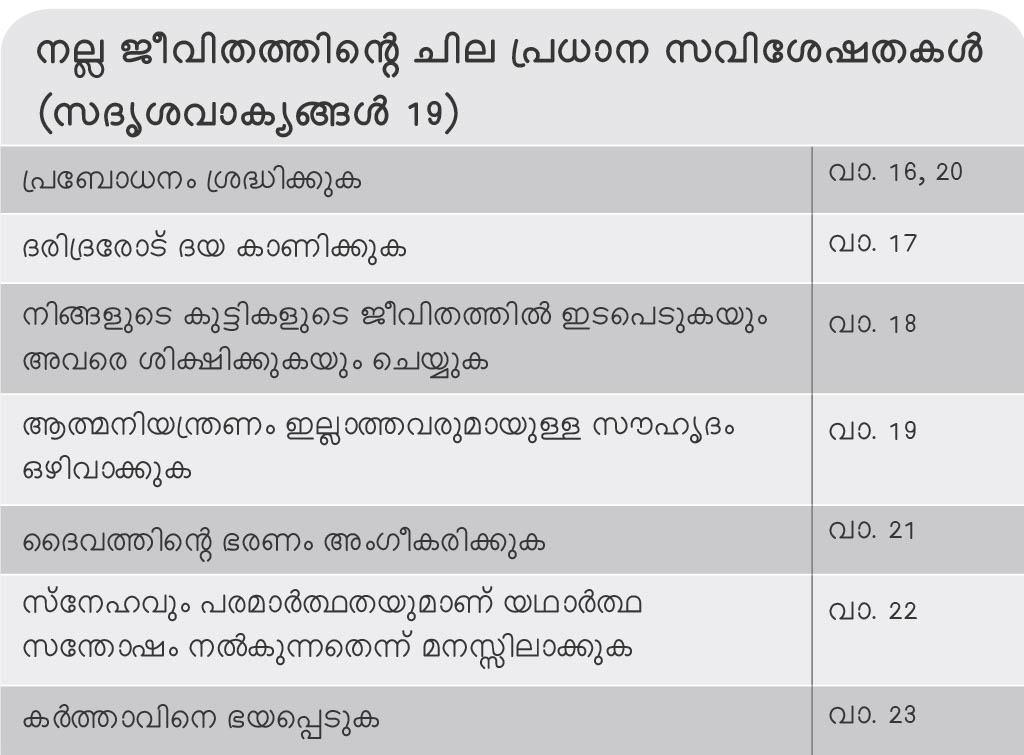 നല്ല ജീവിതത്തിന്റെ ചില പ്രധാന സവിശേഷതകൾ
(സദൃശവാക്യങ്ങൾ 19)
പ്രബോധനം ശ്രദ്ധിക്കുക വാ. 16, 20
ദരിദ്രരോട് ദയ കാണിക്കുക വാ. 17
നിങ്ങളുടെ കുട്ടികളുടെ ജീവിതത്തിൽ ഇടപെടുകയും വാ. 18
അവരെ ശിക്ഷിക്കുകയും ചെയ്യുക
ആത്മനിയന്ത്രണം ഇല്ലാത്തവരുമായുള്ള സൗഹൃദം വാ. 19
ഒഴിവാക്കുക
ദൈവത്തിന്റെ ഭരണം അംഗീകരിക്കുക വാ. 21
സ്നേഹവും പരമാർത്ഥതയുമാണ് യഥാർത്ഥ വാ. 22
സന്തോഷം നൽകുന്നതെന്ന് മനസ്സിലാക്കുക
കർത്താവിനെ ഭയപ്പെടുക വാ. 23